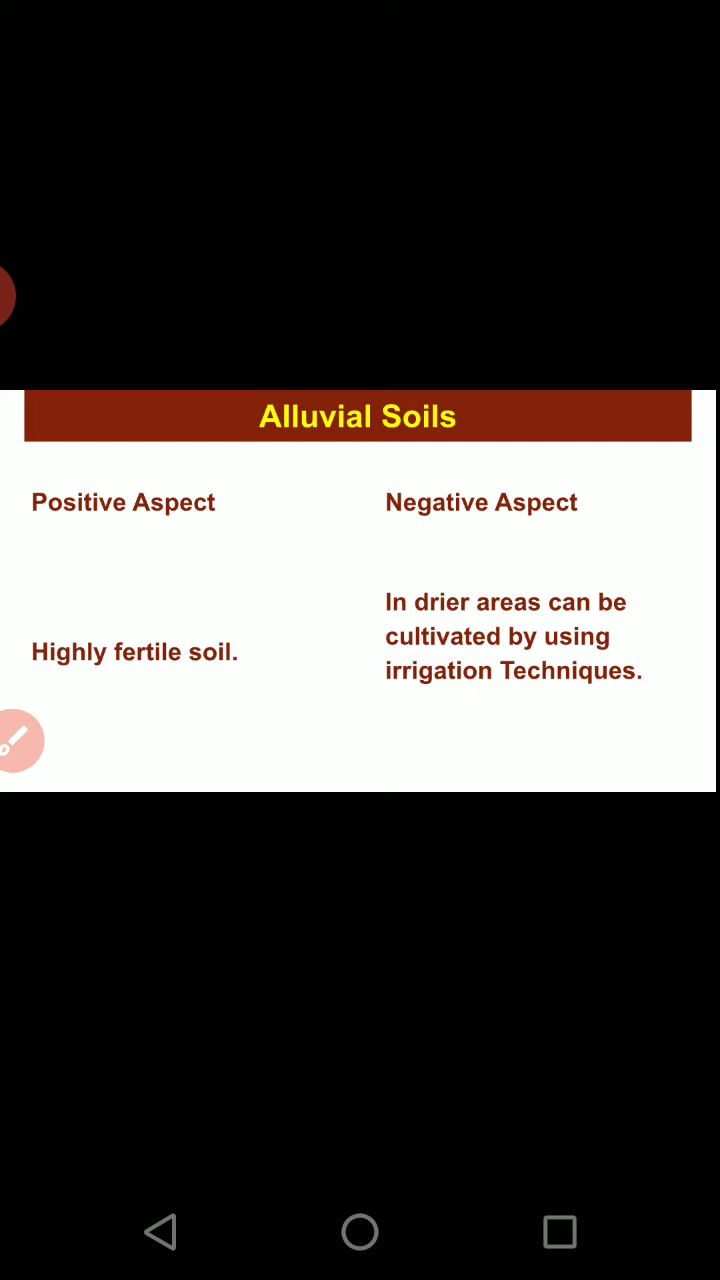 Alluvial Soils
Positive Aspect
Negative Aspect
Highly fertile soil.
In drier areas can be
cultivated by using
irrigation Techniques.